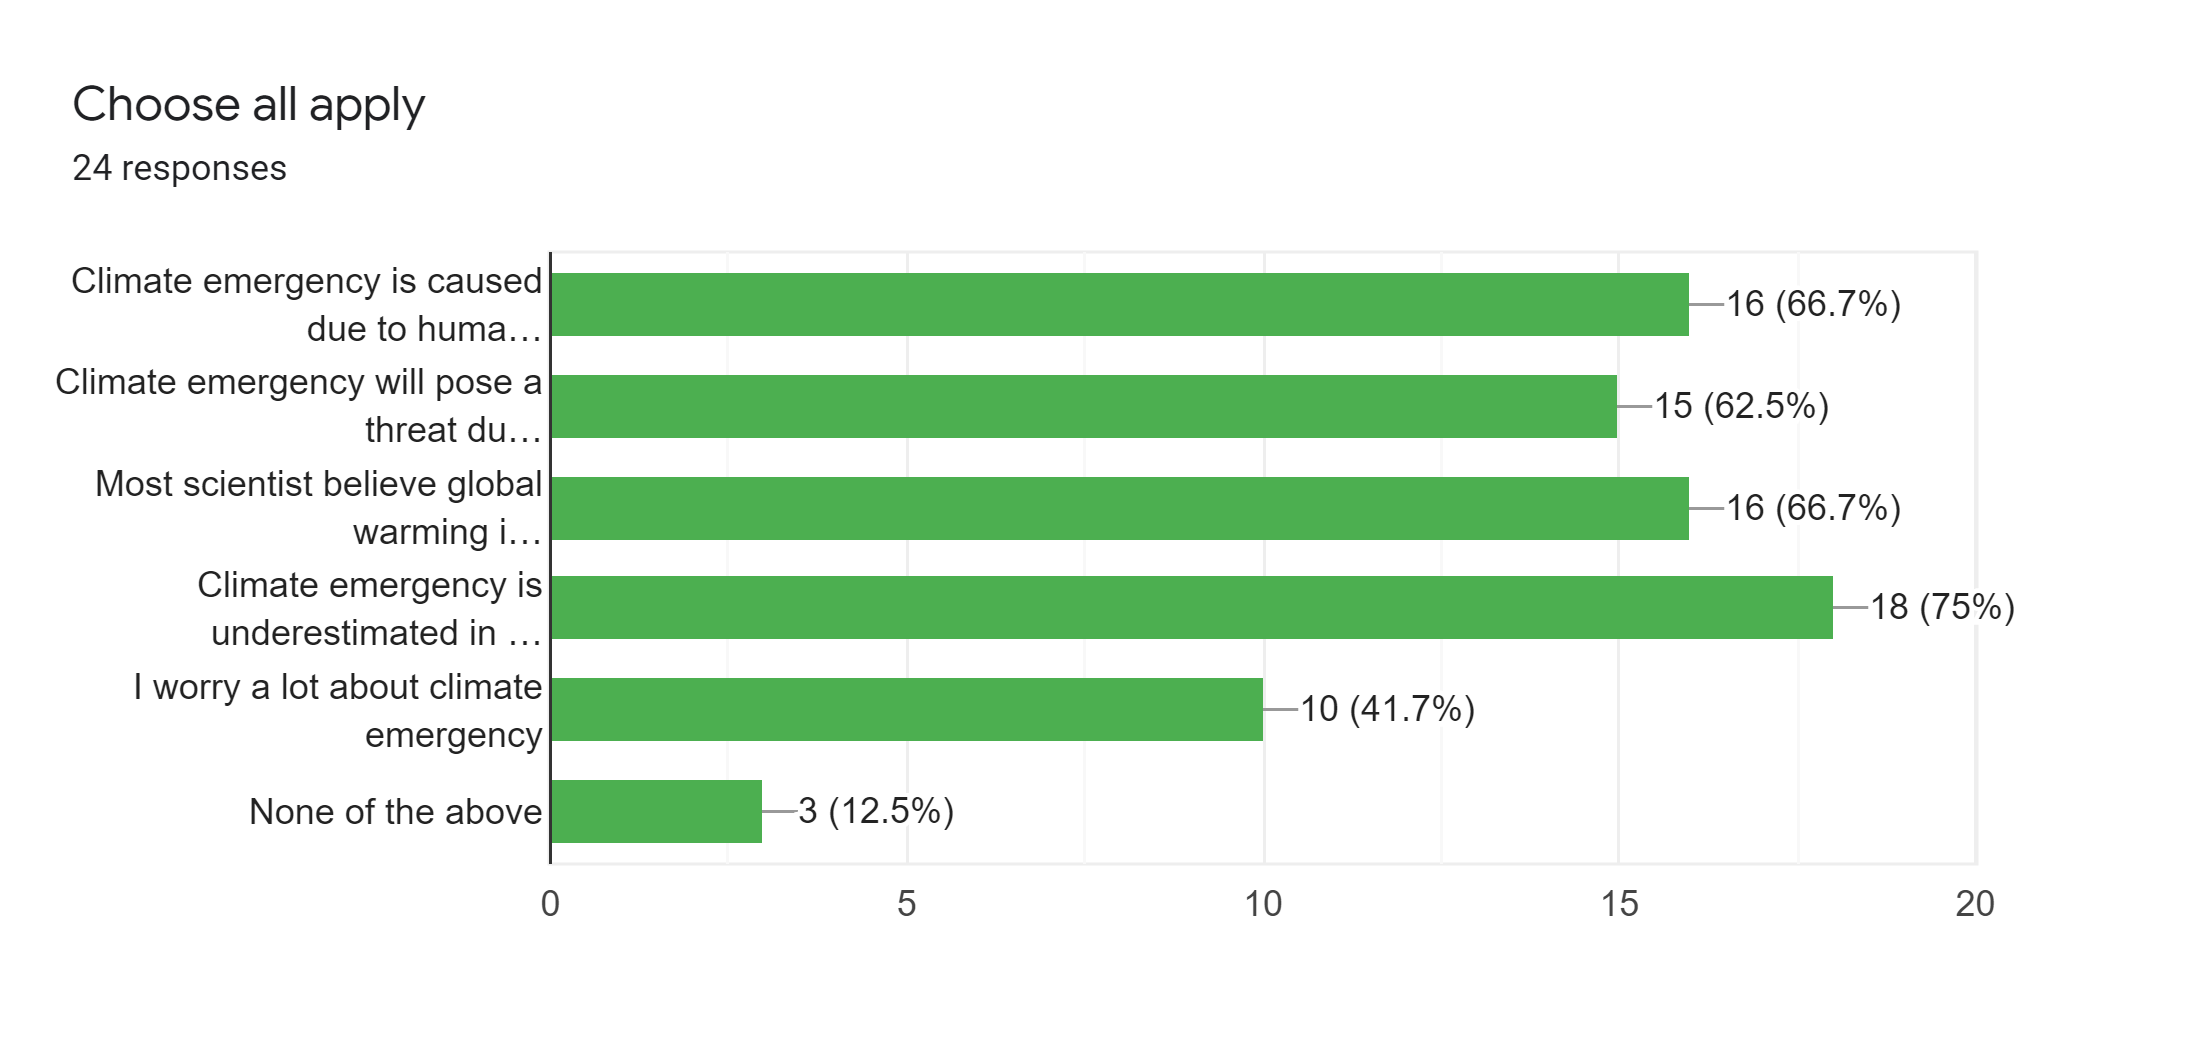 Choose all apply
24 responses
Climate emergency is caused
due to huma…
16 (66.7%)
Climate emergency will pose a
threat du…
15 (62.5%)
Most scientist believe global
warming i…
16 (66.7%)
Climate emergency is
underestimated in …
18 (75%)
I worry a lot about climate
emergency
10 (41.7%)
None of the above
3 (12.5%)
0 5 10 15 20